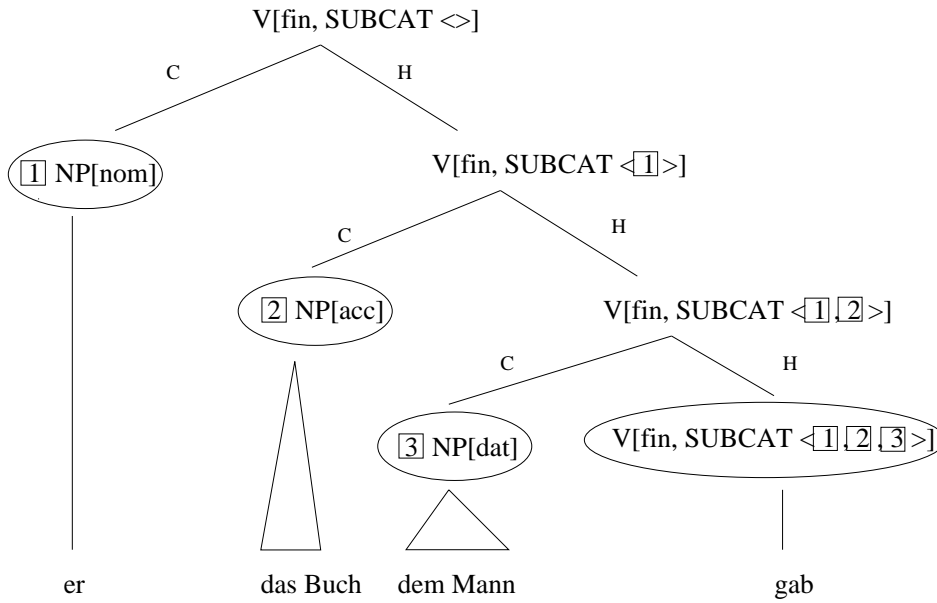 V[fin, SUBCAT <>]
C H
1 NP[nom] V[fin, SUBCAT <1>]
C H
2 NP[acc] V[fin, SUBCAT <1,2>]
C H
3 NP[dat] V[fin, SUBCAT <1,2,3>]
er das Buch dem Mann gab